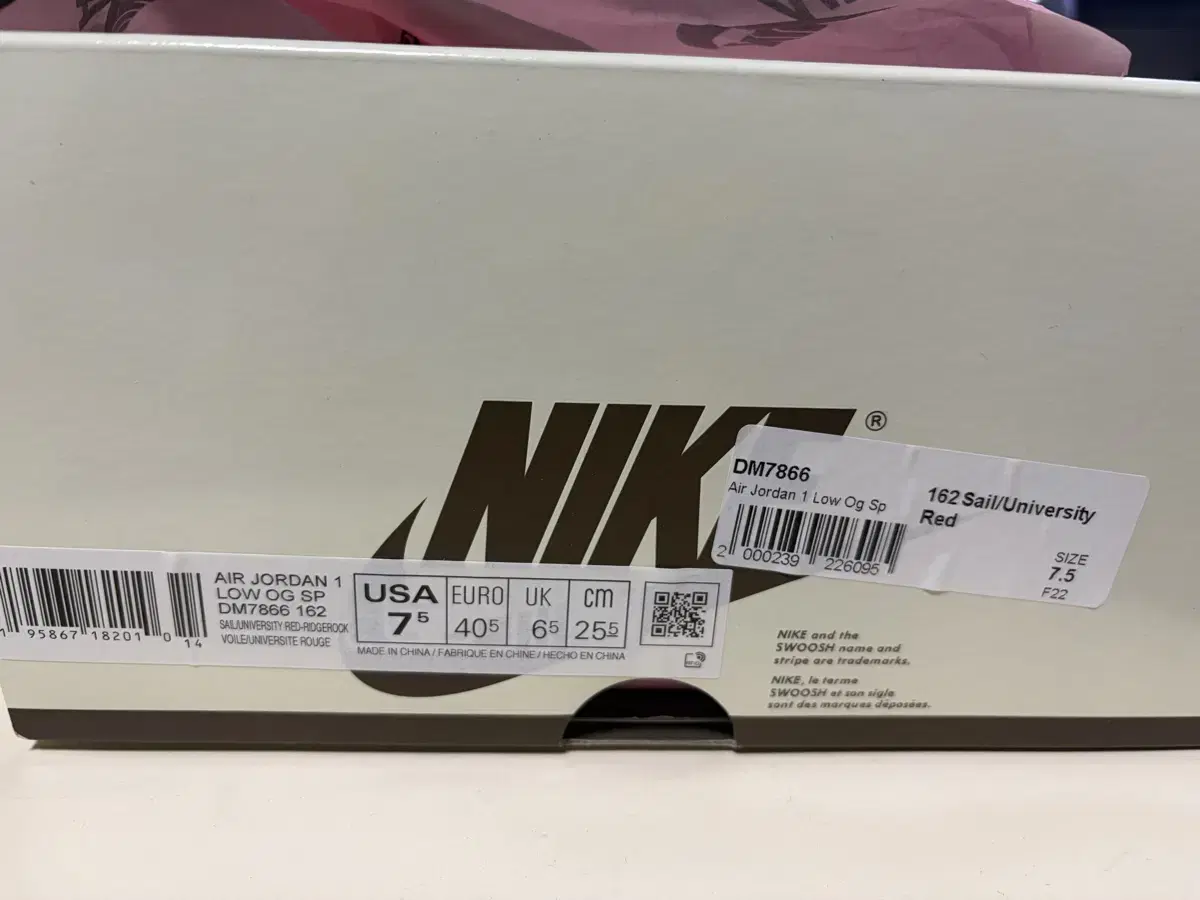 NIK
®
DM7866
Air Jordan 1 Low Og Sp
2 000239 226095
162 Sail/University
Red
SIZE
7.5
F22
1 95867 18201 0 14
AIR JORDAN 1
LOW OG SP
DM7866 162
SAIL/UNIVERSITY RED-RIDGEROCK
VOILE/UNIVERSITE ROUGE
USA
7⁵
EURO
40⁵
UK
6⁵
cm
25⁵
MADE IN CHINA / FABRIQUE EN CHINE / HECHO EN CHINA
NIKE and the
SWOOSH name and
stripe are trademarks.
NIKE, le terme
SWOOSH et son sigle
sont des marques déposées.